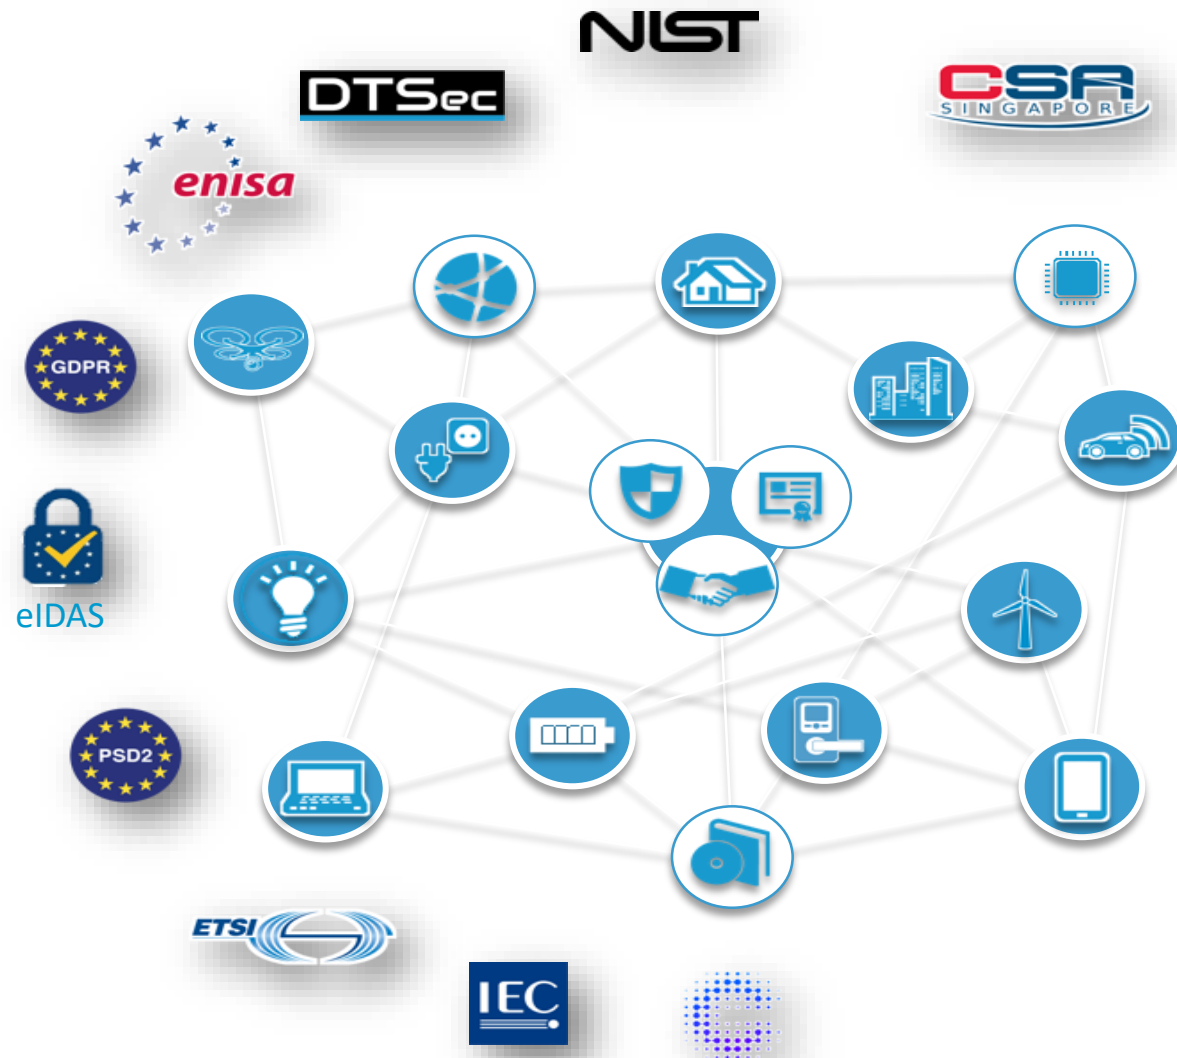 NIST
DTSec
CSA
SINGAPORE
enisa
GDPR
eIDAS
PSD2
ETSI
IEC